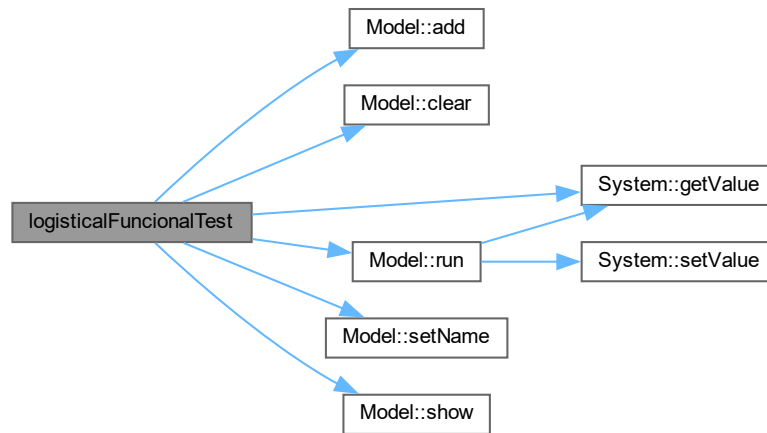 Model::add
Model::clear
System::getValue
logisticalFuncionalTest
Model::run
System::setValue
Model::setName
Model::show